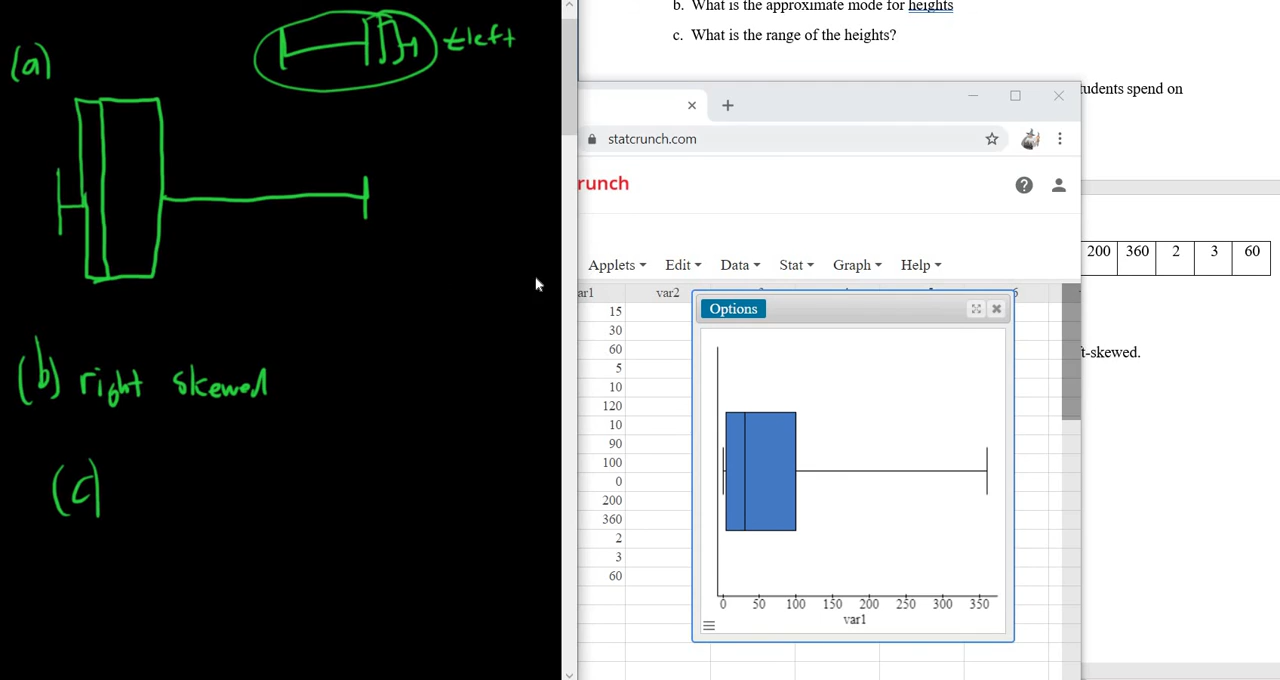 (a)
←left
(b) right skewed
(c)
b. What is the approximate mode for heights
c. What is the range of the heights?
tudents spend on
200 360 2 3 60
t-skewed.
statcrunch.com
runch
Applets Edit Data Stat Graph Help
ar1 var2
15
30
60
5
10
120
10
90
100
0
200
360
2
3
60
6
Options
0 50 100 150 200 250 300 350
var1